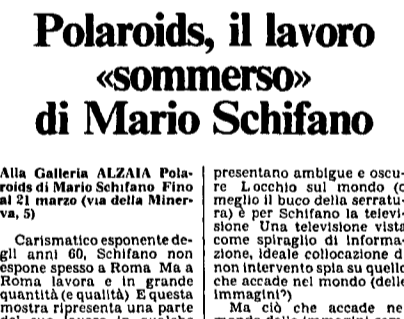 Polaroids, il lavoro
«sommerso»
di Mario Schifano
Alla Galleria ALZAIA Pola-
roids di Mario Schifano Fino
al 21 marzo (via della Miner-
va, 5)
Carismatico esponente de-
gli anni 60, Schifano non
espone spesso a Roma Ma a
Roma lavora e in grande
quantità (e qualità) E questa
mostra ripresenta una parte
presentano ambigue e oscu-
re L occhio sul mondo (o
meglio il buco della serratu-
ra) è per Schifano la televi-
sione Una televisione vista
come spiraglio di informa-
zione, ideale collocazione di
non intervento spia su quello
che accade nel mondo (delle
immagini?)
Ma ciò che accade nel